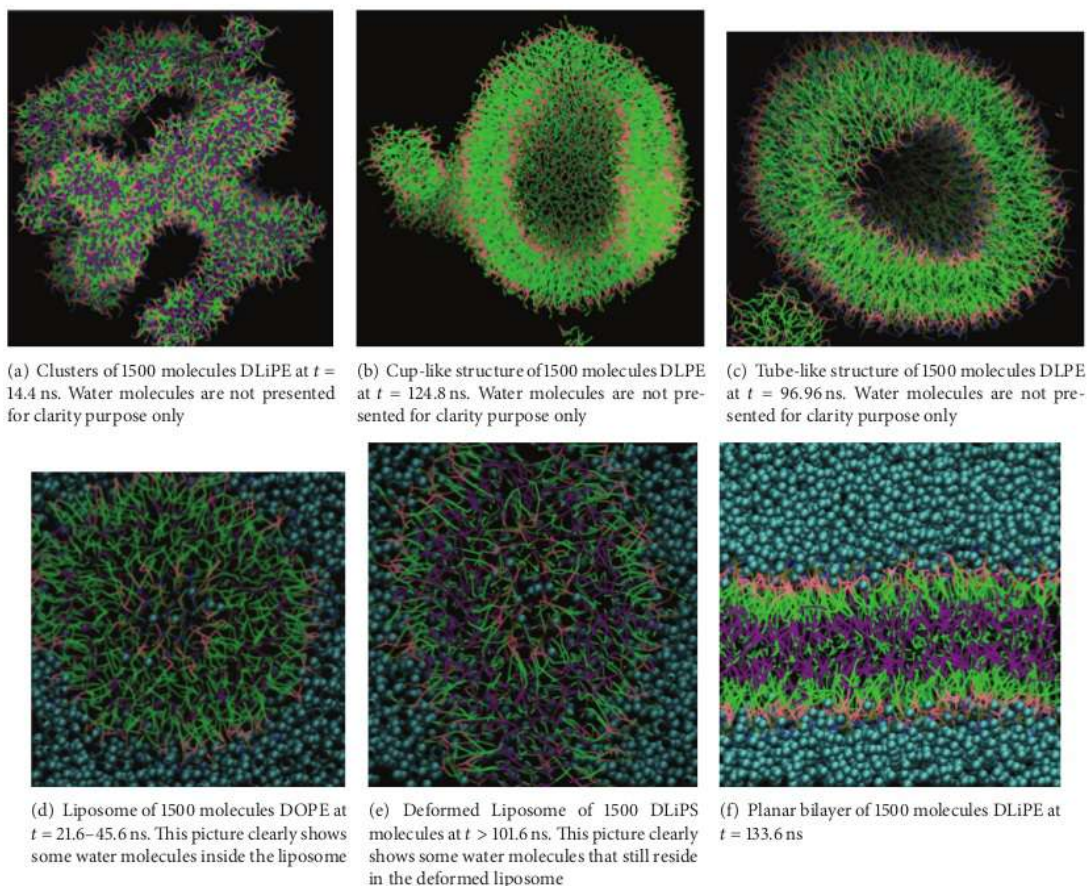 (a) Clusters of 1500 molecules DLiPE at t =
14.4 ns. Water molecules are not presented
for clarity purpose only
(b) Cup-like structure of 1500 molecules DLPE
at t = 124.8 ns. Water molecules are not pre-
sented for clarity purpose only
(c) Tube-like structure of 1500 molecules DLPE
at t = 96.96 ns. Water molecules are not pre-
sented for clarity purpose only
(d) Liposome of 1500 molecules DOPE at
t = 21.6–45.6 ns. This picture clearly shows
some water molecules inside the liposome
(e) Deformed Liposome of 1500 DLiPS
molecules at t > 101.6 ns. This picture clearly
shows some water molecules that still reside
in the deformed liposome
(f) Planar bilayer of 1500 molecules DLiPE at
t = 133.6 ns